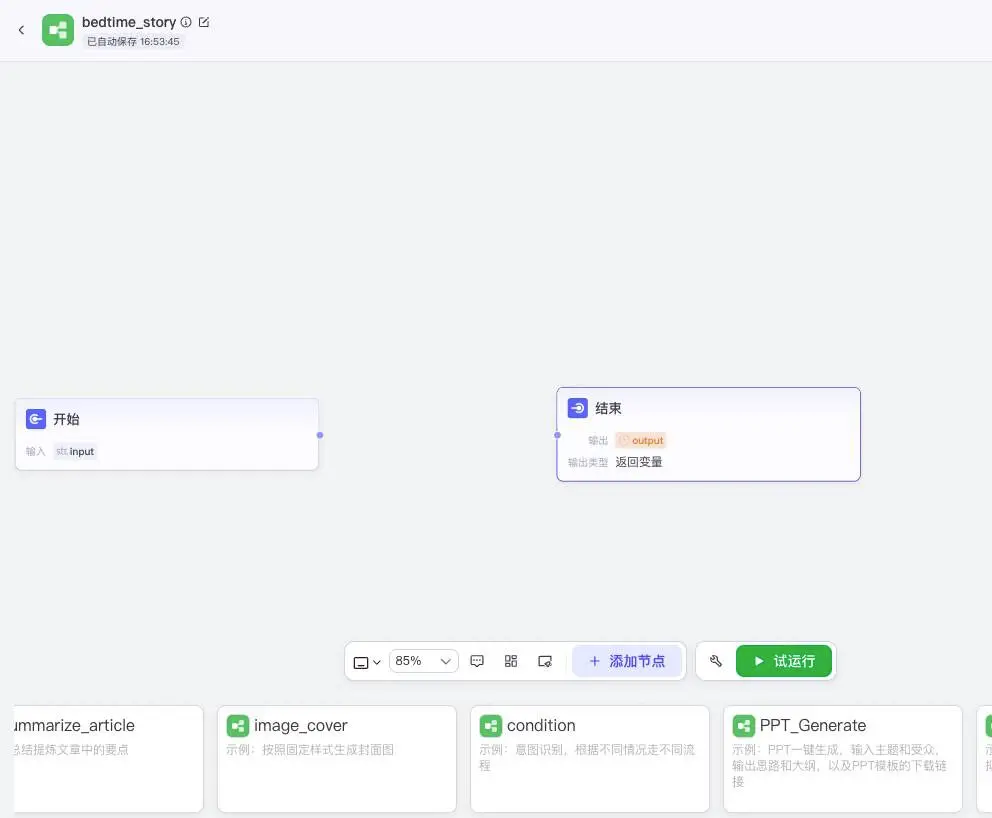 bedtime_story
已自动保存 16:53:45
开始
输入 str. input
结束
输出 output
输出类型 返回变量
85%
+ 添加节点
试运行
ummarize_article
总结提炼文章中的要点
image_cover
示例：按照固定样式生成封面图
condition
示例：意图识别，根据不同情况走不同流
程
PPT_Generate
示例：PPT一键生成，输入主题和受众，
输出思路和大纲，以及PPT模板的下载链
接